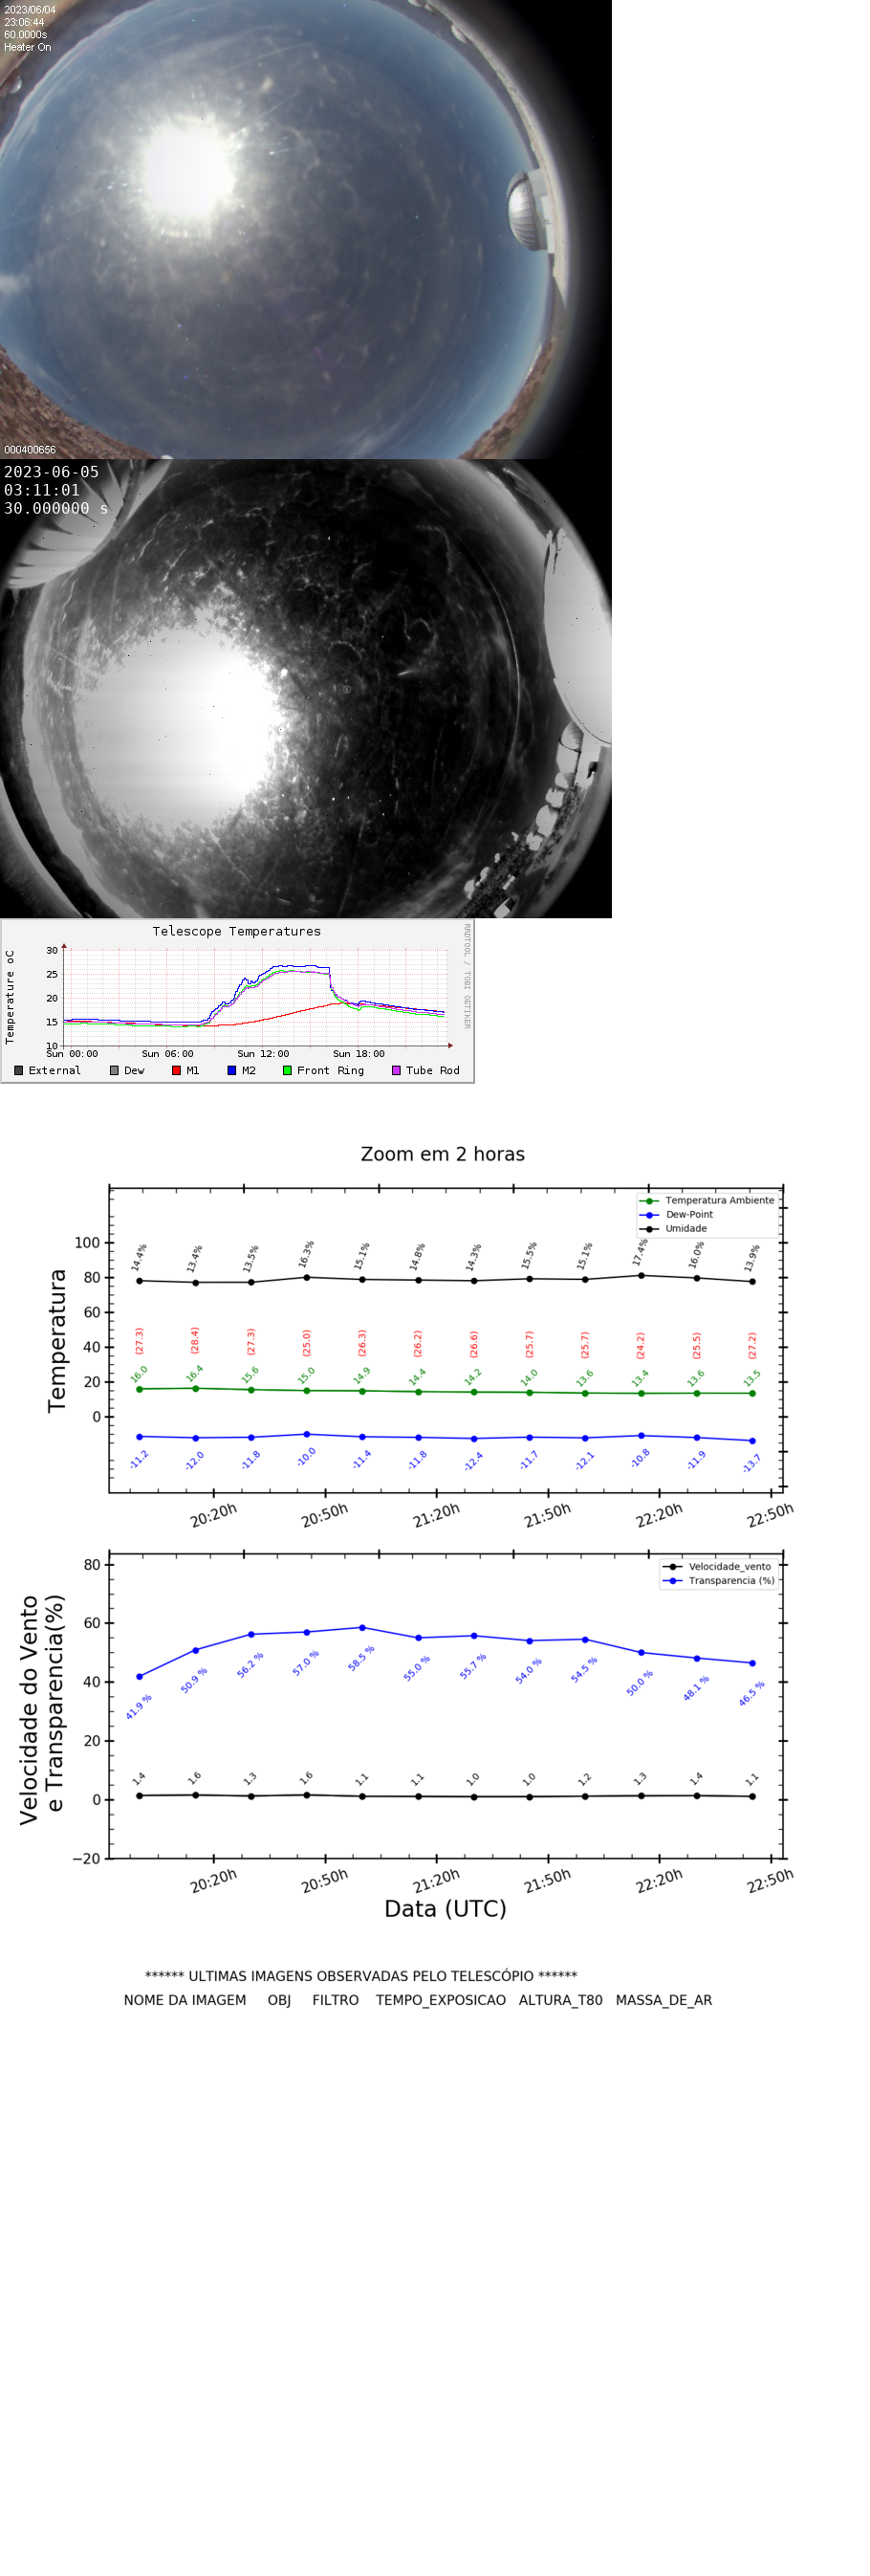 2023/06/04
23:06:44
60.0000s
Heater On
000400656
2023-06-05
03:11:01
30.000000 s
Telescope Temperatures
RRDTOOL / TOBI OETIKER
Temperature oC
30
25
20
15
10
Sun 00:00 Sun 06:00 Sun 12:00 Sun 18:00
External Dew M1 M2 Front Ring Tube Rod
Zoom em 2 horas
Temperatura Ambiente
Dew-Point
Umidade
Temperatura
100
80
60
40
20
0
14.4% 13.4% 13.5% 16.3% 15.1% 14.8% 14.3% 15.5% 15.1% 17.4% 16.0% 13.9%
(27.3) (28.4) (27.3) (25.0) (26.3) (26.2) (26.6) (25.7) (25.7) (24.2) (25.5) (27.2)
16.0 16.4 15.6 15.0 14.9 14.4 14.2 14.0 13.6 13.4 13.6 13.5
-11.2 -12.0 -11.8 -10.0 -11.4 -11.8 -12.4 -11.7 -12.1 -10.8 -11.9 -13.7
20:20h 20:50h 21:20h 21:50h 22:20h 22:50h
Velocidade_vento
Transparencia (%)
Velocidade do Vento
e Transparencia(%)
80
60
40
20
0
−20
41.9 % 50.9 % 56.2 % 57.0 % 58.5 % 55.0 % 55.7 % 54.0 % 54.5 % 50.0 % 48.1 % 46.5 %
1.4 1.6 1.3 1.6 1.1 1.1 1.0 1.0 1.2 1.3 1.4 1.1
20:20h 20:50h 21:20h 21:50h 22:20h 22:50h
Data (UTC)
****** ULTIMAS IMAGENS OBSERVADAS PELO TELESCÓPIO ******
NOME DA IMAGEM OBJ FILTRO TEMPO_EXPOSICAO ALTURA_T80 MASSA_DE_AR